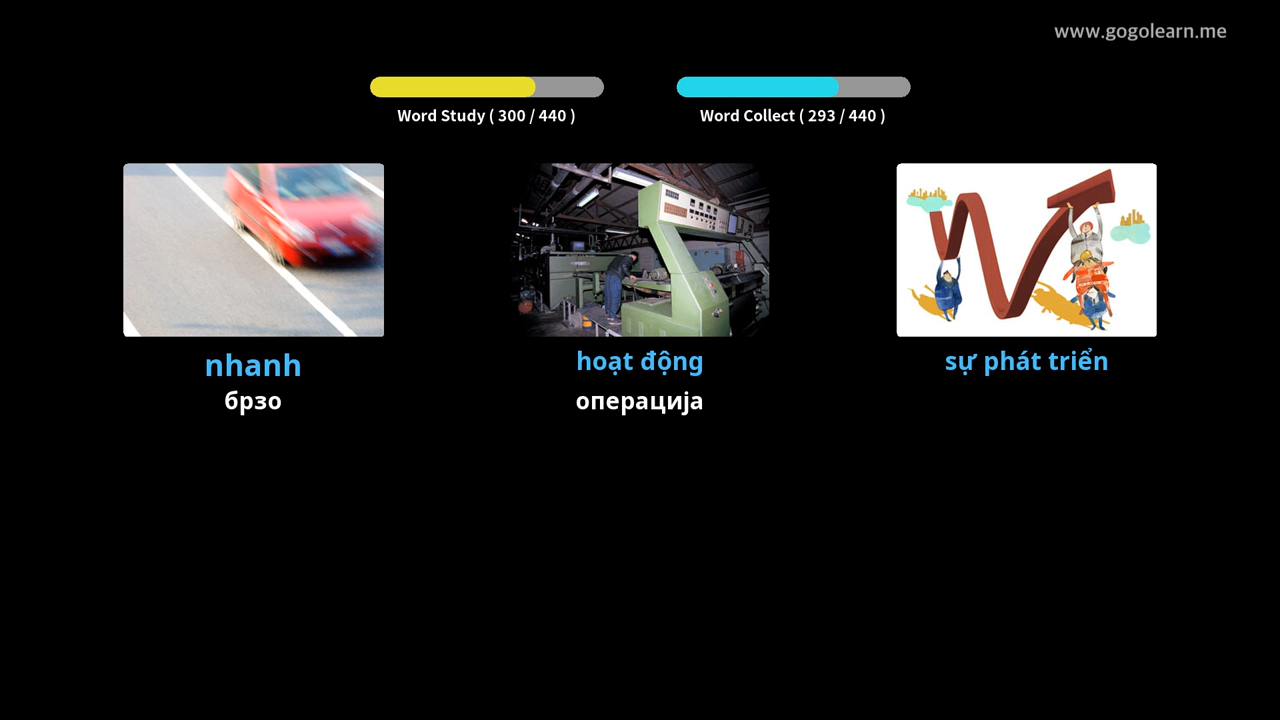 www.gogolearn.me
Word Study ( 300 / 440 )
Word Collect ( 293 / 440 )
nhanh
брзо
hoạt động
операција
sự phát triển